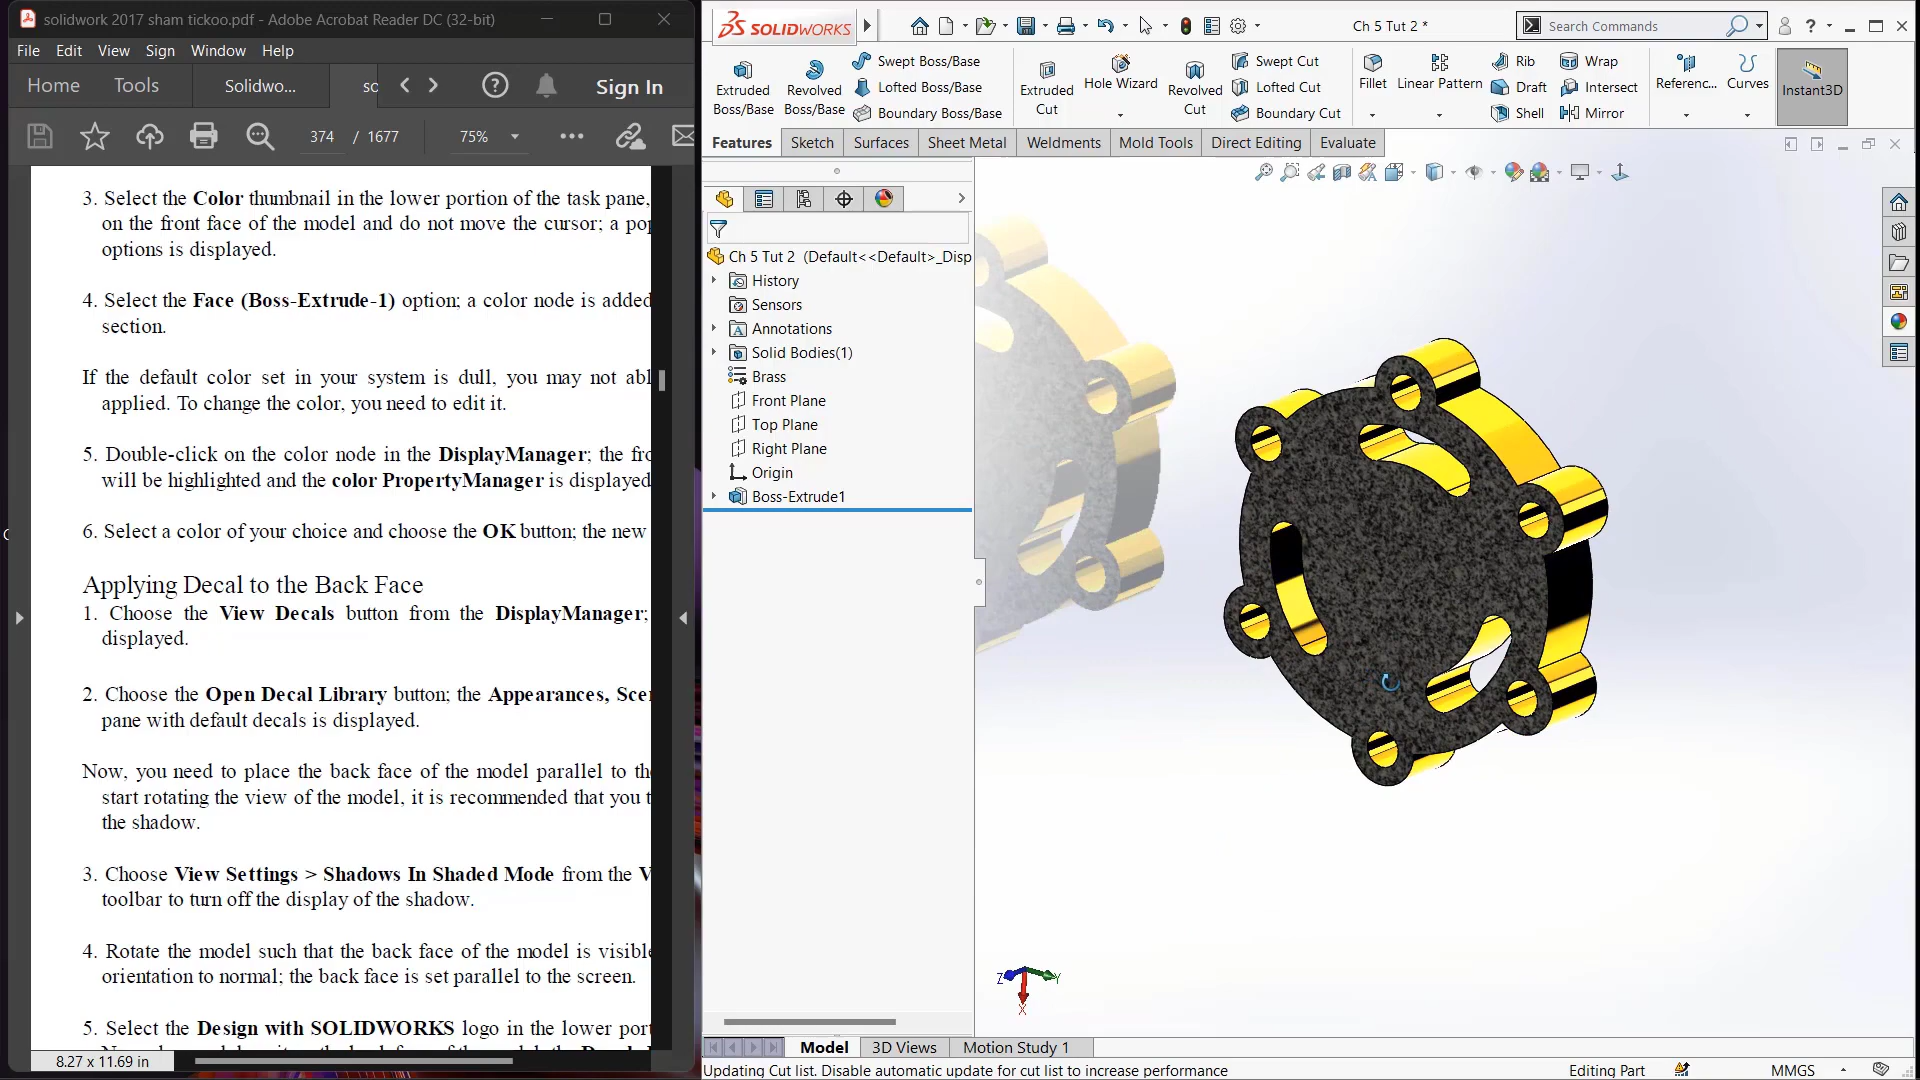 solidwork 2017 sham tickoo.pdf - Adobe Acrobat Reader DC (32-bit)
File Edit View Sign Window Help
Home Tools Solidwo... so Sign In
374 / 1677 75%
3. Select the Color thumbnail in the lower portion of the task pane,
on the front face of the model and do not move the cursor; a pop
options is displayed.
4. Select the Face (Boss-Extrude-1) option; a color node is added
section.
If the default color set in your system is dull, you may not abl
applied. To change the color, you need to edit it.
5. Double-click on the color node in the DisplayManager; the fro
will be highlighted and the color PropertyManager is displayed
6. Select a color of your choice and choose the OK button; the new
Applying Decal to the Back Face
1. Choose the View Decals button from the DisplayManager;
displayed.
2. Choose the Open Decal Library button; the Appearances, Scen
pane with default decals is displayed.
Now, you need to place the back face of the model parallel to the
start rotating the view of the model, it is recommended that you t
the shadow.
3. Choose View Settings > Shadows In Shaded Mode from the V
toolbar to turn off the display of the shadow.
4. Rotate the model such that the back face of the model is visible
orientation to normal; the back face is set parallel to the screen.
5. Select the Design with SOLIDWORKS logo in the lower port
8.27 x 11.69 in
SOLIDWORKS
Ch 5 Tut 2 *
Search Commands
?
Extruded Boss/Base
Revolved Boss/Base
Swept Boss/Base
Lofted Boss/Base
Boundary Boss/Base
Extruded Cut
Hole Wizard
Revolved Cut
Swept Cut
Lofted Cut
Boundary Cut
Fillet
Linear Pattern
Rib
Draft
Shell
Wrap
Intersect
Mirror
Referenc...
Curves
Instant3D
Features Sketch Surfaces Sheet Metal Weldments Mold Tools Direct Editing Evaluate
Ch 5 Tut 2 (Default<<Default>_Disp
History
Sensors
Annotations
Solid Bodies(1)
Brass
Front Plane
Top Plane
Right Plane
Origin
Boss-Extrude1
Z Y
X
Model 3D Views Motion Study 1
Updating Cut list. Disable automatic update for cut list to increase performance
Editing Part MMGS